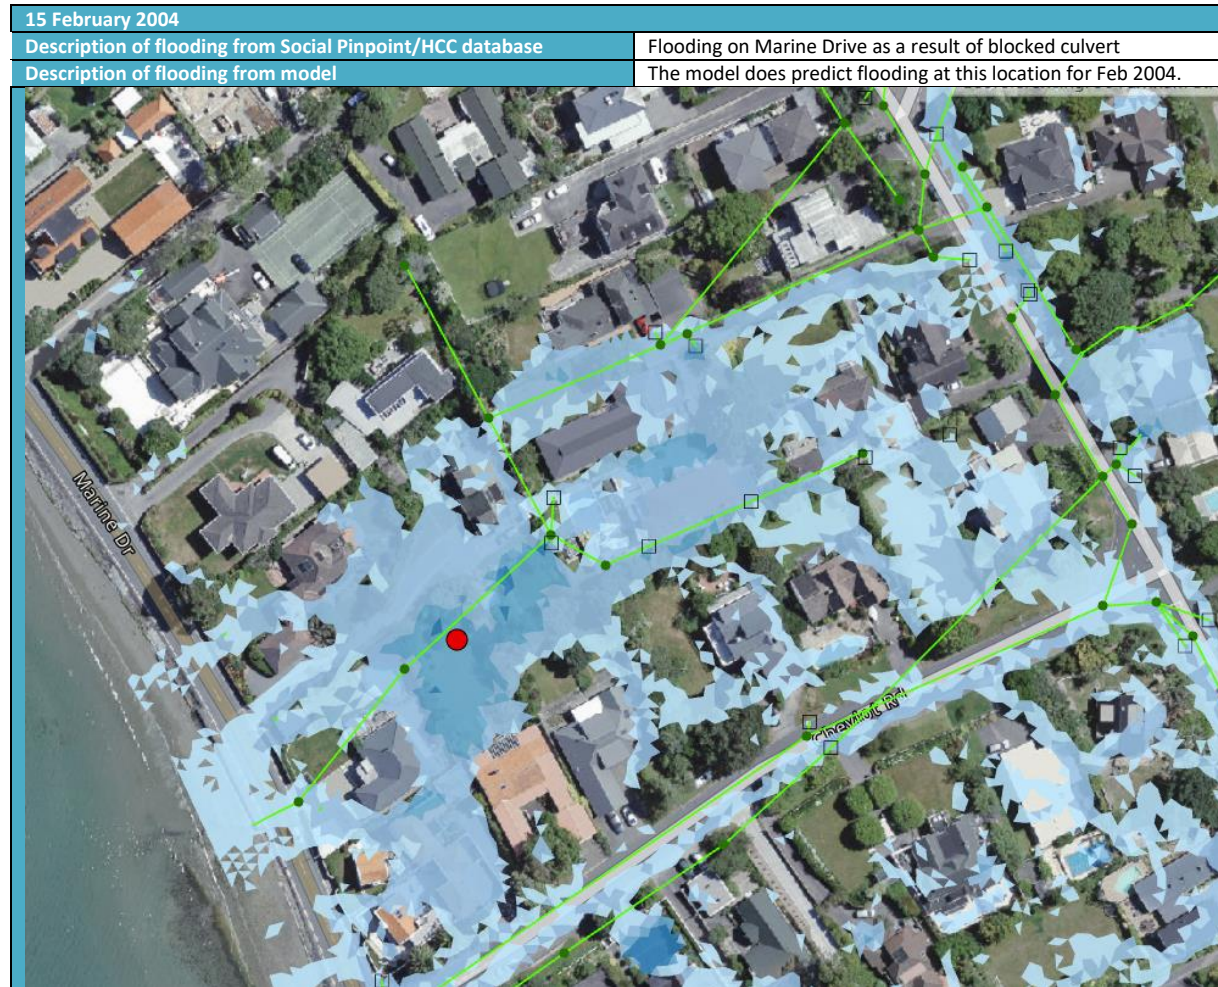 15 February 2004
Description of flooding from Social Pinpoint/HCC database
Flooding on Marine Drive as a result of blocked culvert
Description of flooding from model
The model does predict flooding at this location for Feb 2004.
Marine Dr
Cheviot Rd